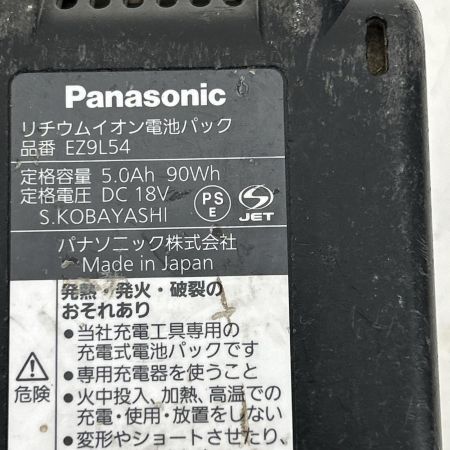 Panasonic
リチウムイオン電池パック
品番 EZ9L54
定格容量 5.0Ah 90Wh
定格電圧 DC 18V
S.KOBAYASHI
PS
E
JET
パナソニック株式会社
Made in Japan
発熱・発火・破裂の
おそれあり
●当社充電工具専用の
充電式電池パックです
●専用充電器を使うこと
危険
●火中投入、加熱、高温での
充電・使用・放置をしない
●変形やショートさせたり、